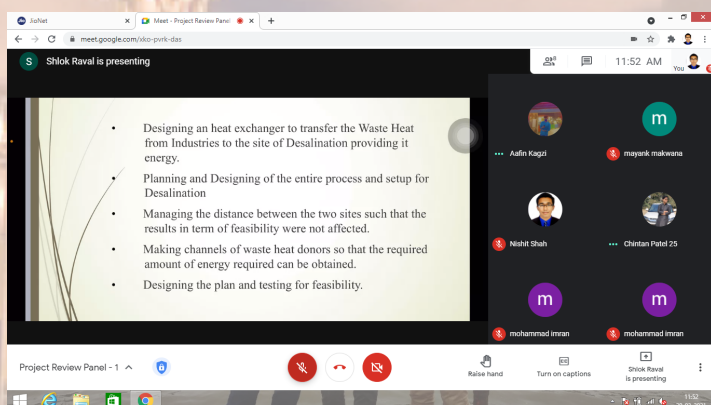 JioNet
Meet - Project Review Panel
meet.google.com/xko-pvrk-das
S Shlok Raval is presenting
11:52 AM
You
• Designing an heat exchanger to transfer the Waste Heat
from Industries to the site of Desalination providing it
energy.
• Planning and Designing of the entire process and setup for
Desalination
• Managing the distance between the two sites such that the
results in term of feasibility were not affected.
• Making channels of waste heat donors so that the required
amount of energy required can be obtained.
• Designing the plan and testing for feasibility.
m
Aafin Kagzi
mayank makwana
Nishit Shah
Chintan Patel 25
m
m
mohammad imran
mohammad imran
Project Review Panel - 1
Raise hand
Turn on captions
Shlok Raval
is presenting
11:52